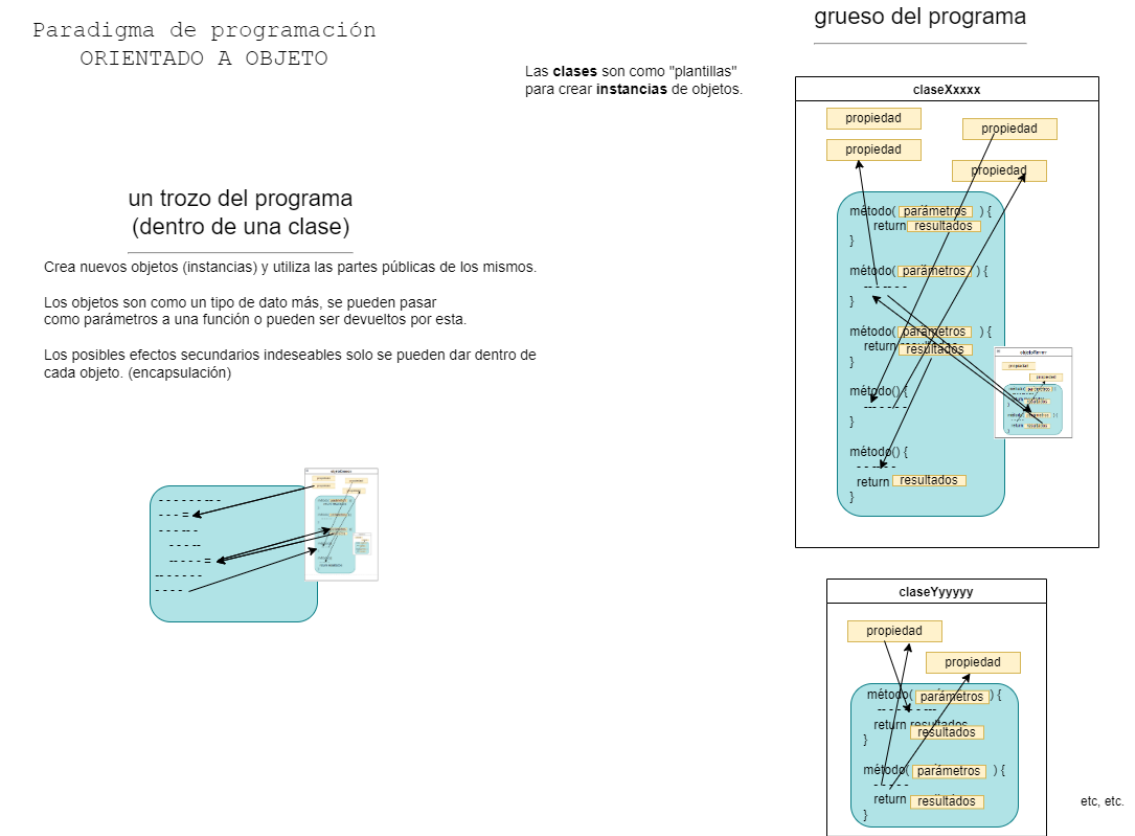 Paradigma de programación
ORIENTADO A OBJETO
grueso del programa
Las clases son como "plantillas"
para crear instancias de objetos.
un trozo del programa
(dentro de una clase)
Crea nuevos objetos (instancias) y utiliza las partes públicas de los mismos.
Los objetos son como un tipo de dato más, se pueden pasar
como parámetros a una función o pueden ser devueltos por esta.
Los posibles efectos secundarios indeseables solo se pueden dar dentro de
cada objeto. (encapsulación)
claseXxxxx
propiedad
propiedad
propiedad
propiedad
método( parámetros ) {
return resultados
}
método( parámetros ) {
-- - -- - -
}
método( parámetros ) {
return resultados
}
método() {
--- -- - - -
}
método() {
- - -- - -
return resultados
}
propiedad
propiedad
claseYyyyyy
propiedad
propiedad
método( parámetros ) {
-- - - -- - - ---
return resultados
resultados
}
método( parámetros ) {
- - -- - -
return resultados
}
etc, etc.